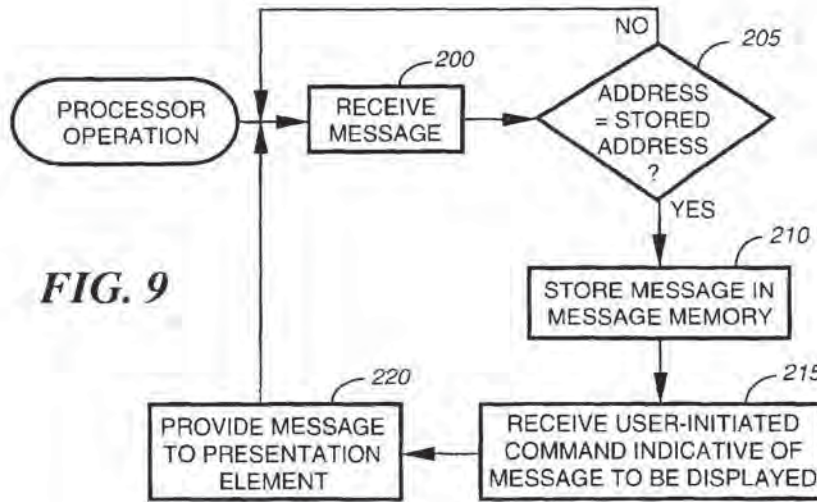 PROCESSOR
OPERATION
200
RECEIVE
MESSAGE
NO
205
ADDRESS
= STORED
ADDRESS
?
YES
210
STORE MESSAGE IN
MESSAGE MEMORY
215
RECEIVE USER-INITIATED
COMMAND INDICATIVE OF
MESSAGE TO BE DISPLAYED
220
PROVIDE MESSAGE
TO PRESENTATION
ELEMENT
FIG. 9